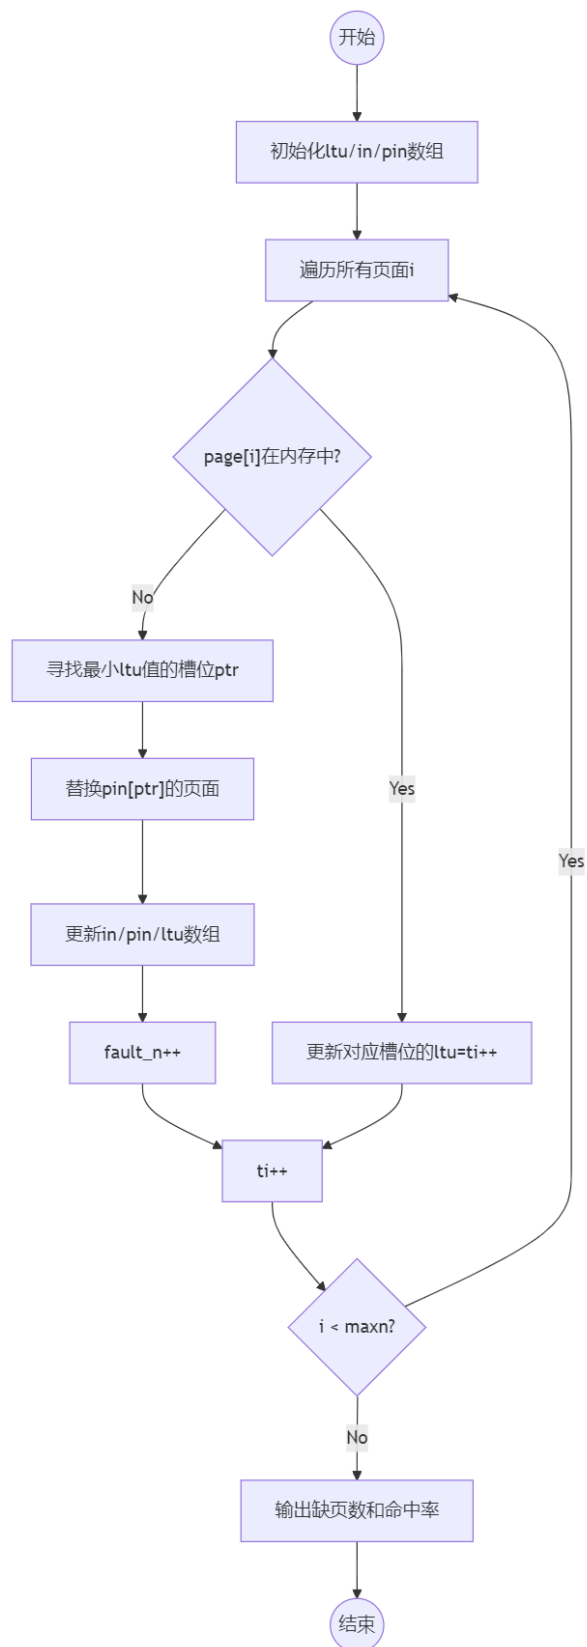 开始
初始化ltu/in/pin数组
遍历所有页面i
page[i]在内存中?
No
寻找最小ltu值的槽位ptr
替换pin[ptr]的页面
Yes
Yes
更新in/pin/ltu数组
fault_n++
更新对应槽位的ltu=ti++
ti++
i < maxn?
No
输出缺页数和命中率
结束